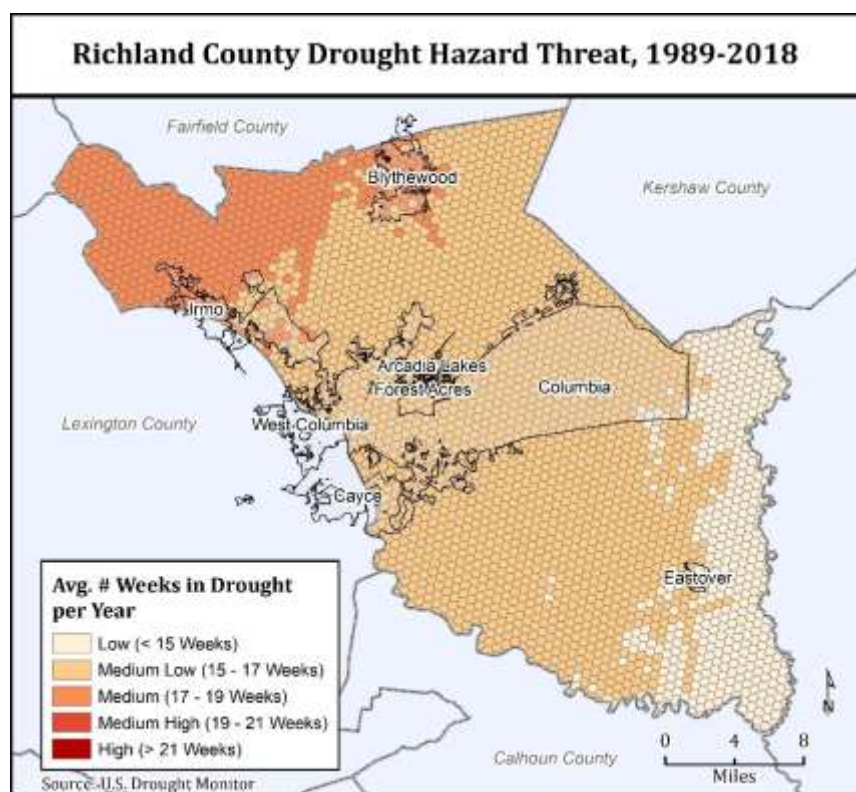 Richland County Drought Hazard Threat, 1989-2018
Fairfield County
Blythewood
Kershaw County
Irmo
Arcadia Lakes
Forest Acres
Columbia
Lexington County
West Columbia
Cayce
Eastover
Avg. # Weeks in Drought
per Year
Low (< 15 Weeks)
Medium Low (15 - 17 Weeks)
Medium (17 - 19 Weeks)
Medium High (19 - 21 Weeks)
High (> 21 Weeks)
N
Calhoun County
0 4 8
Miles
Source: U.S. Drought Monitor